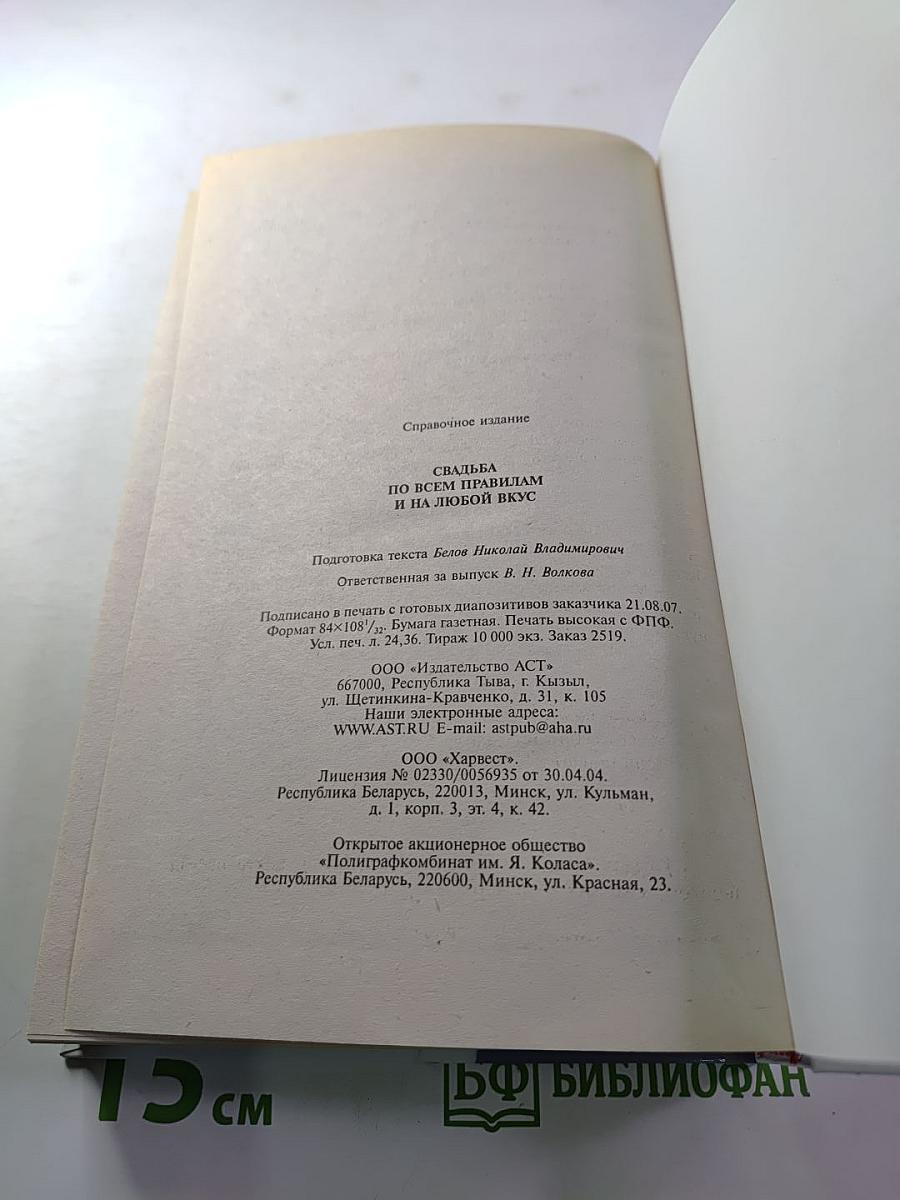 Справочное издание
СВАДЬБА
ПО ВСЕМ ПРАВИЛАМ
И НА ЛЮБОЙ ВКУС
Подготовка текста Белов Николай Владимирович
Ответственная за выпуск В. Н. Волкова
Подписано в печать с готовых диапозитивов заказчика 21.08.07.
Формат 84×108¹/₃₂. Бумага газетная. Печать высокая с ФПФ.
Усл. печ. л. 24,36. Тираж 10 000 экз. Заказ 2519.
ООО «Издательство АСТ»
667000, Республика Тыва, г. Кызыл,
ул. Щетинкина-Кравченко, д. 31, к. 105
Наши электронные адреса:
WWW.AST.RU E-mail: astpub@aha.ru
ООО «Харвест».
Лицензия № 02330/0056935 от 30.04.04.
Республика Беларусь, 220013, Минск, ул. Кульман,
д. 1, корп. 3, эт. 4, к. 42.
Открытое акционерное общество
«Полиграфкомбинат им. Я. Коласа».
Республика Беларусь, 220600, Минск, ул. Красная, 23.
15 см
БФ БИБЛИОФАН